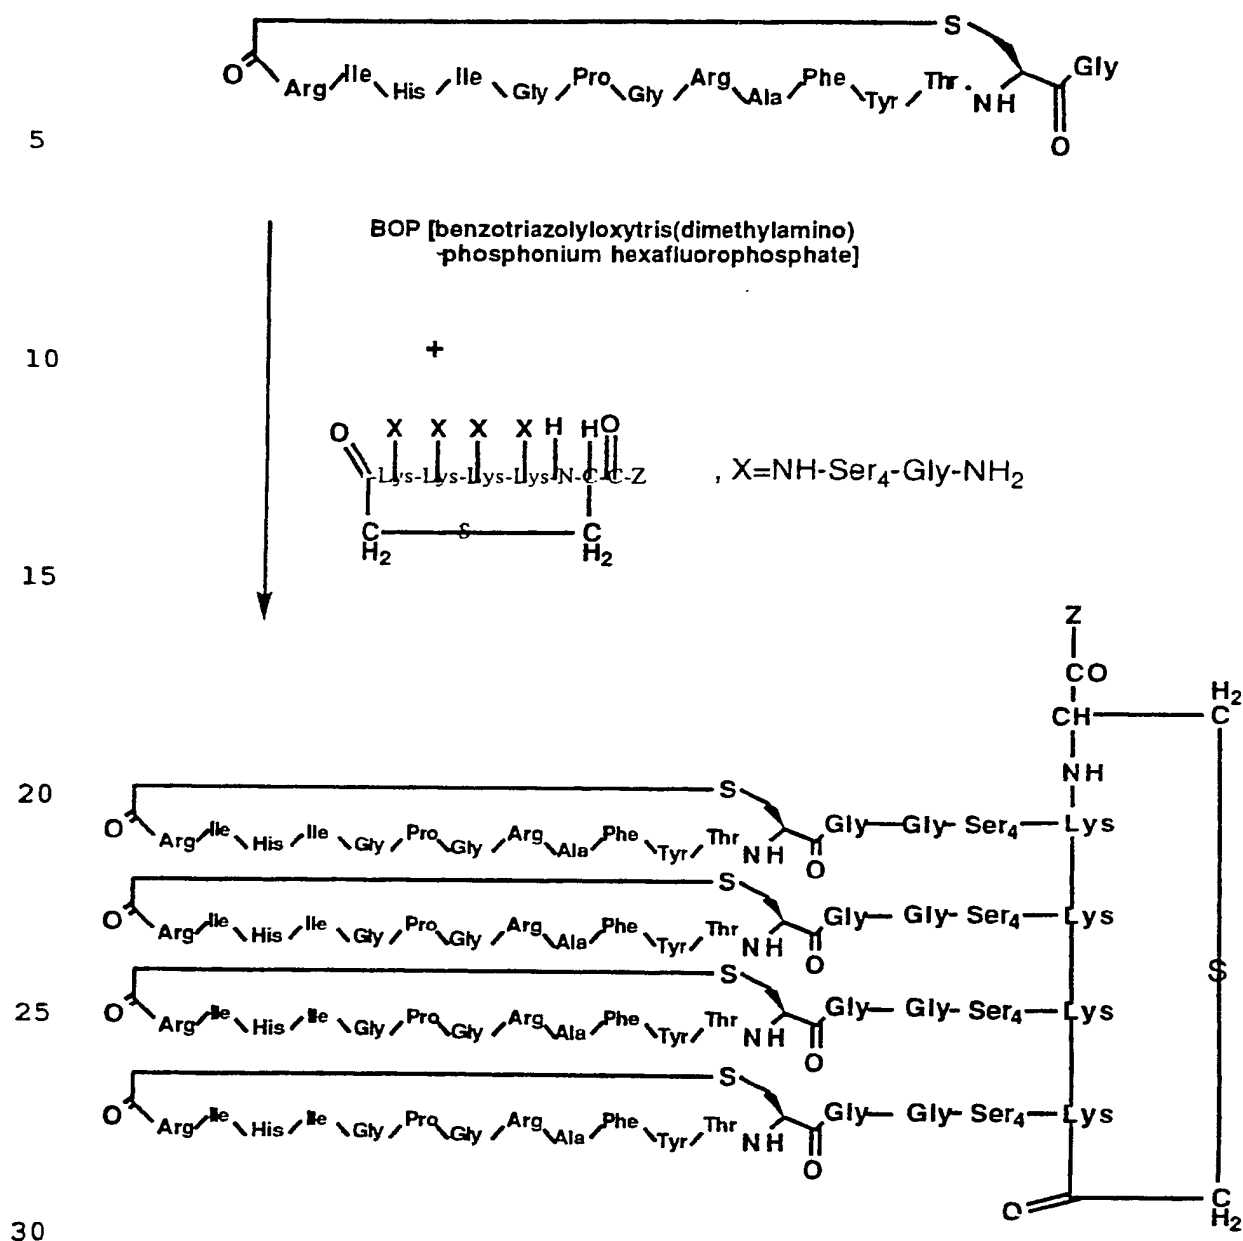 S
O Arg Ile His Ile Gly Pro Gly Arg Ala Phe Tyr Thr NH Gly
O
5
BOP [benzotriazolyloxytris(dimethylamino)
-phosphonium hexafluorophosphate]
10
+
O X X X X H H O
-Lys-Lys-Lys-Lys-N-C-C-Z , X=NH-Ser4-Gly-NH2
C S C
H2 H2
15
Z
CO
H2
CH C
NH
20
S
O Arg Ile His Ile Gly Pro Gly Arg Ala Phe Tyr Thr NH Gly Gly Ser4 Lys
O
S
O Arg Ile His Ile Gly Pro Gly Arg Ala Phe Tyr Thr NH Gly Gly- Ser4 Lys
O
S
S
25
O Arg Ile His Ile Gly Pro Gly Arg Ala Phe Tyr Thr NH Gly Gly- Ser4 Lys
O
S
O Arg Ile His Ile Gly Pro Gly Arg Ala Phe Tyr Thr NH Gly Gly- Ser4 Lys
O
O C
H2
30